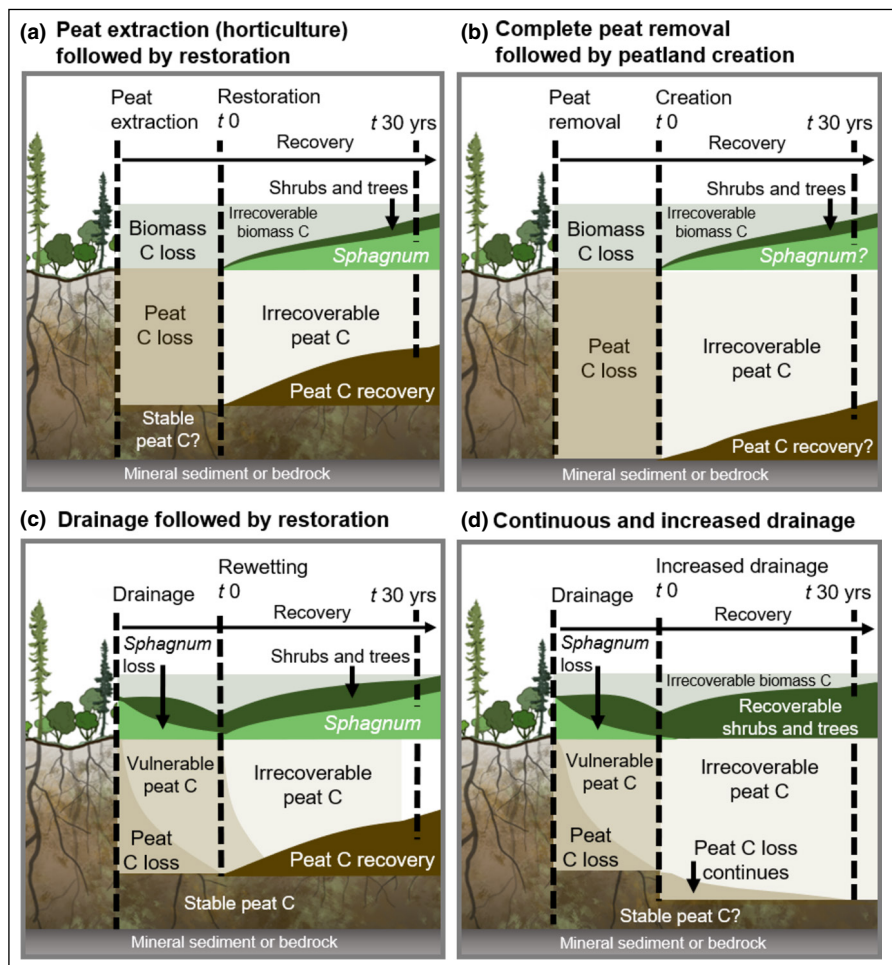 (a) Peat extraction (horticulture)
followed by restoration
Peat
extraction
Restoration
t 0
t 30 yrs
Recovery
Shrubs and trees
Irrecoverable
biomass C
Biomass
C loss
Sphagnum
Peat
C loss
Irrecoverable
peat C
Peat C recovery
Stable
peat C?
Mineral sediment or bedrock
(b) Complete peat removal
followed by peatland creation
Peat
removal
Creation
t 0
t 30 yrs
Recovery
Shrubs and trees
Irrecoverable
biomass C
Biomass
C loss
Sphagnum?
Peat
C loss
Irrecoverable
peat C
Peat C recovery?
Mineral sediment or bedrock
(c) Drainage followed by restoration
Rewetting
Drainage
t 0
t 30 yrs
Recovery
Sphagnum
loss
Shrubs and trees
Sphagnum
Vulnerable
peat C
Irrecoverable
peat C
Peat
C loss
Peat C recovery
Stable peat C
Mineral sediment or bedrock
(d) Continuous and increased drainage
Increased drainage
Drainage
t 0
t 30 yrs
Recovery
Sphagnum
loss
Irrecoverable biomass C
Recoverable
shrubs and trees
Vulnerable
peat C
Irrecoverable
peat C
Peat
C loss
Peat C loss
continues
Stable peat C?
Mineral sediment or bedrock